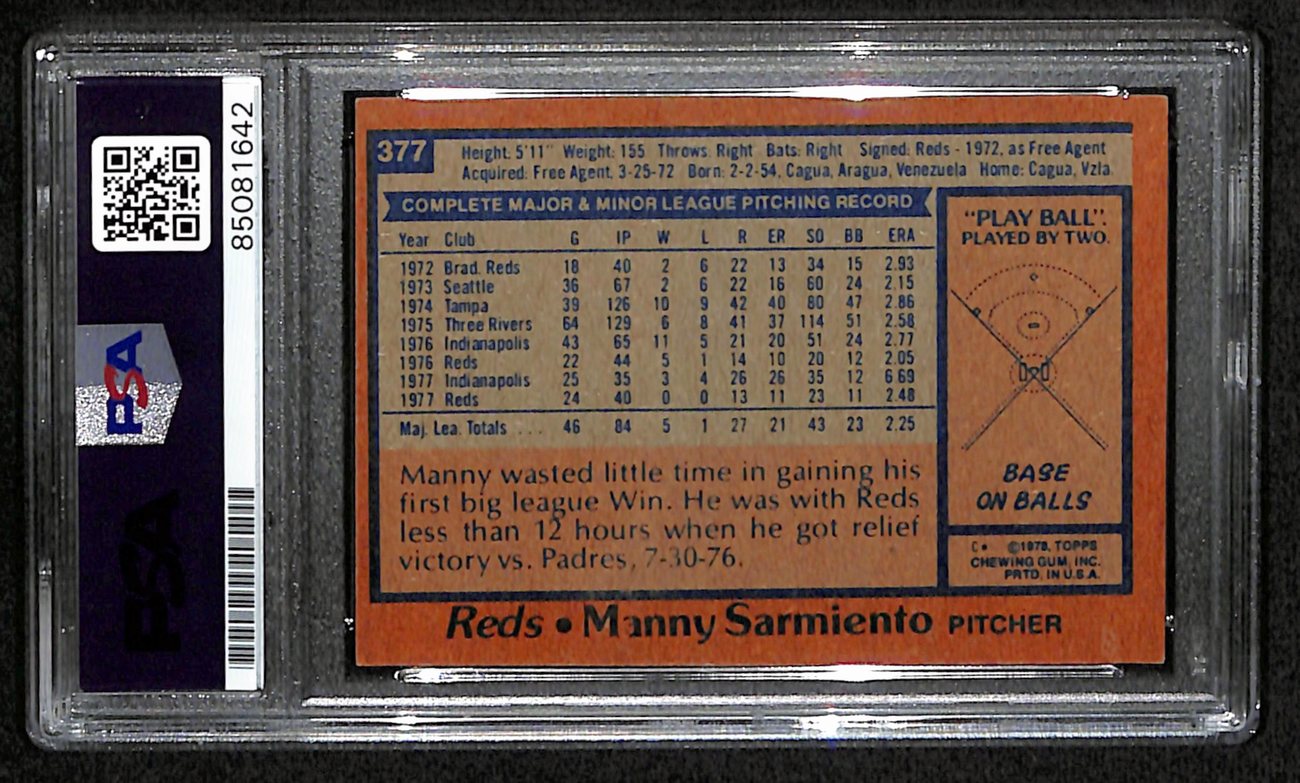 PSA
PSA
85081642
377
Height: 5'11" Weight: 155 Throws: Right Bats: Right Signed: Reds - 1972, as Free Agent
Acquired: Free Agent, 3-25-72 Born: 2-2-54, Cagua, Aragua, Venezuela Home: Cagua, Vzla.
COMPLETE MAJOR & MINOR LEAGUE PITCHING RECORD
Year Club G IP W L R ER SO BB ERA
1972 Brad. Reds 18 40 2 6 22 13 34 15 2.93
1973 Seattle 36 67 2 6 22 16 60 24 2.15
1974 Tampa 39 126 10 9 42 40 80 47 2.86
1975 Three Rivers 64 129 6 8 41 37 114 51 2.58
1976 Indianapolis 43 65 11 5 21 20 51 24 2.77
1976 Reds 22 44 5 1 14 10 20 12 2.05
1977 Indianapolis 25 35 3 4 26 26 35 12 6.69
1977 Reds 24 40 0 0 13 11 23 11 2.48
Maj. Lea. Totals . . . 46 84 5 1 27 21 43 23 2.25
Manny wasted little time in gaining his
first big league Win. He was with Reds
less than 12 hours when he got relief
victory vs. Padres, 7-30-76.
"PLAY BALL".
PLAYED BY TWO.
BASE
ON BALLS
C* ©1978, TOPPS
CHEWING GUM, INC.
PRTD. IN U.S.A.
Reds • Manny Sarmiento PITCHER